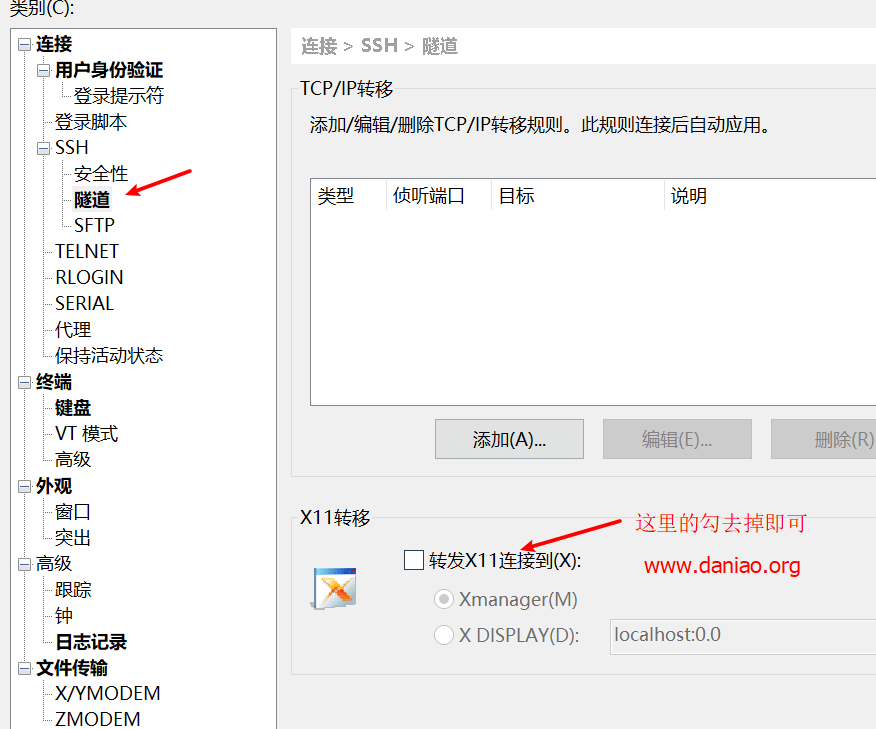 类别(C):
连接
用户身份验证
登录提示符
登录脚本
SSH
安全性
隧道
SFTP
TELNET
RLOGIN
SERIAL
代理
保持活动状态
终端
键盘
VT 模式
高级
外观
窗口
突出
高级
跟踪
钟
日志记录
文件传输
X/YMODEM
ZMODEM
连接 > SSH > 隧道
TCP/IP转移
添加/编辑/删除TCP/IP转移规则。此规则连接后自动应用。
类型 侦听端口 目标 说明
添加(A)... 编辑(E)... 删除(R)
X11转移
这里的勾去掉即可
转发X11连接到(X):
www.daniao.org
Xmanager(M)
X DISPLAY(D): localhost:0.0